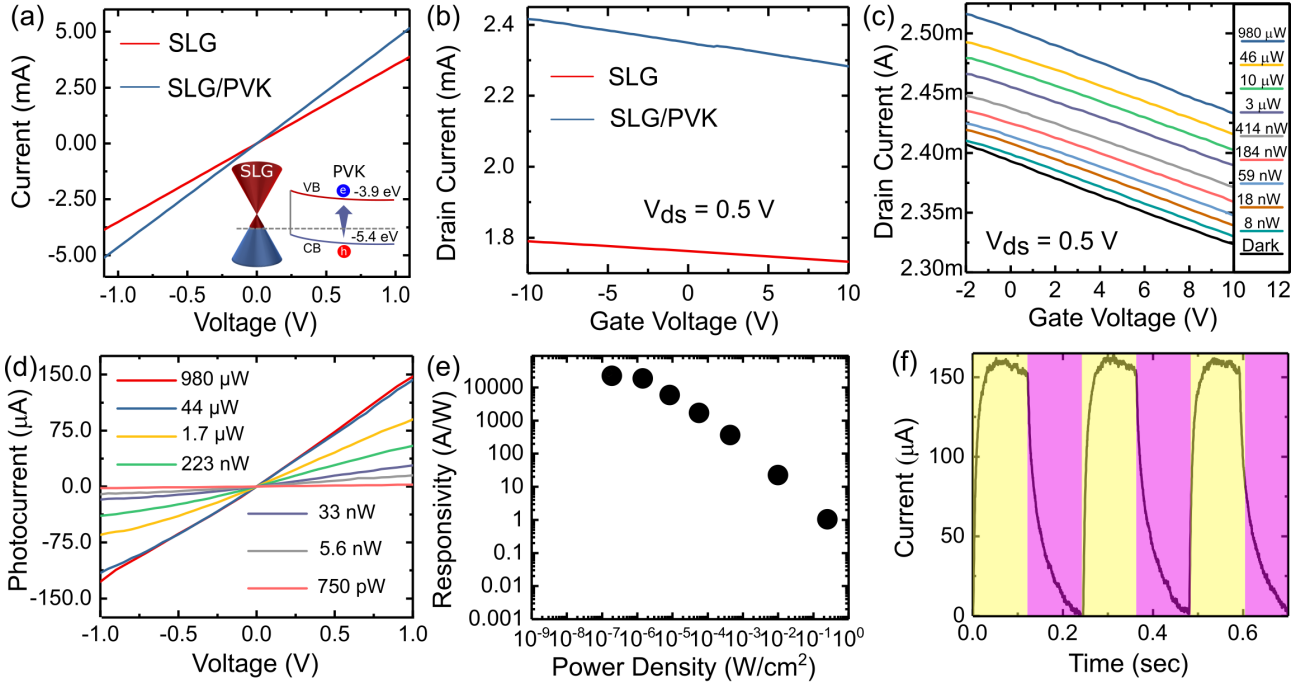 (a)
Current (mA)
5.00
2.50
0.00
-2.50
-5.00
SLG
SLG/PVK
SLG
PVK
VB
e
-3.9 eV
-5.4 eV
CB
h
-1.0 -0.5 0.0 0.5 1.0
Voltage (V)
(b)
Drain Current (mA)
2.4
2.2
2.0
1.8
SLG
SLG/PVK
Vds = 0.5 V
-10 -5 0 5 10
Gate Voltage (V)
(c)
Drain Current (A)
2.50m
2.45m
2.40m
2.35m
2.30m
980 μW
46 μW
10 μW
3 μW
414 nW
184 nW
59 nW
18 nW
8 nW
Dark
Vds = 0.5 V
-2 0 2 4 6 8 10 12
Gate Voltage (V)
(d)
Photocurrent (μA)
150.0
75.0
0.0
-75.0
-150.0
980 μW
44 μW
1.7 μW
223 nW
33 nW
5.6 nW
750 pW
-1.0 -0.5 0.0 0.5 1.0
Voltage (V)
(e)
Responsivity (A/W)
10000
1000
100
10
1
0.1
0.01
0.001
10⁻⁹ 10⁻⁸ 10⁻⁷ 10⁻⁶ 10⁻⁵ 10⁻⁴ 10⁻³ 10⁻² 10⁻¹ 10⁰
Power Density (W/cm²)
(f)
Current (μA)
150
100
50
0
0.0 0.2 0.4 0.6
Time (sec)